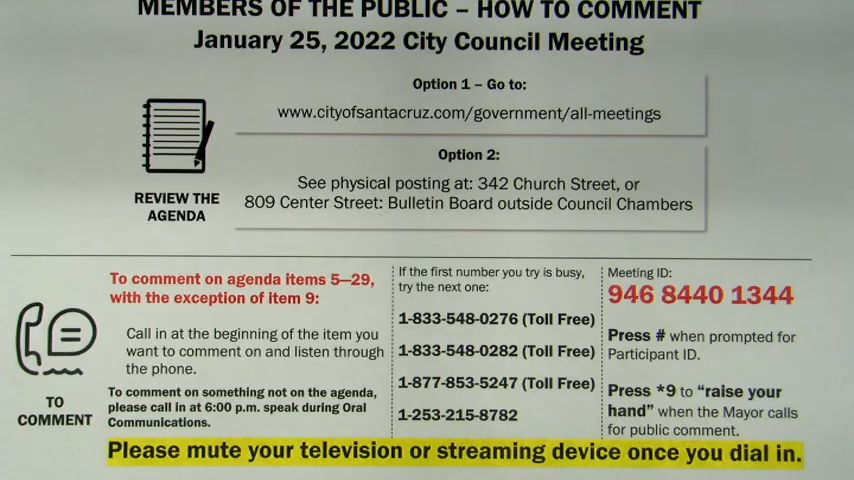 MEMBERS OF THE PUBLIC – HOW TO COMMENT
January 25, 2022 City Council Meeting
Option 1 – Go to:
www.cityofsantacruz.com/government/all-meetings
Option 2:
See physical posting at: 342 Church Street, or
809 Center Street: Bulletin Board outside Council Chambers
REVIEW THE
AGENDA
To comment on agenda items 5—29,
with the exception of item 9:
Call in at the beginning of the item you
want to comment on and listen through
the phone.
To comment on something not on the agenda,
please call in at 6:00 p.m. speak during Oral
Communications.
TO
COMMENT
If the first number you try is busy,
try the next one:
1-833-548-0276 (Toll Free)
1-833-548-0282 (Toll Free)
1-877-853-5247 (Toll Free)
1-253-215-8782
Meeting ID:
946 8440 1344
Press # when prompted for
Participant ID.
Press *9 to “raise your
hand” when the Mayor calls
for public comment.
Please mute your television or streaming device once you dial in.